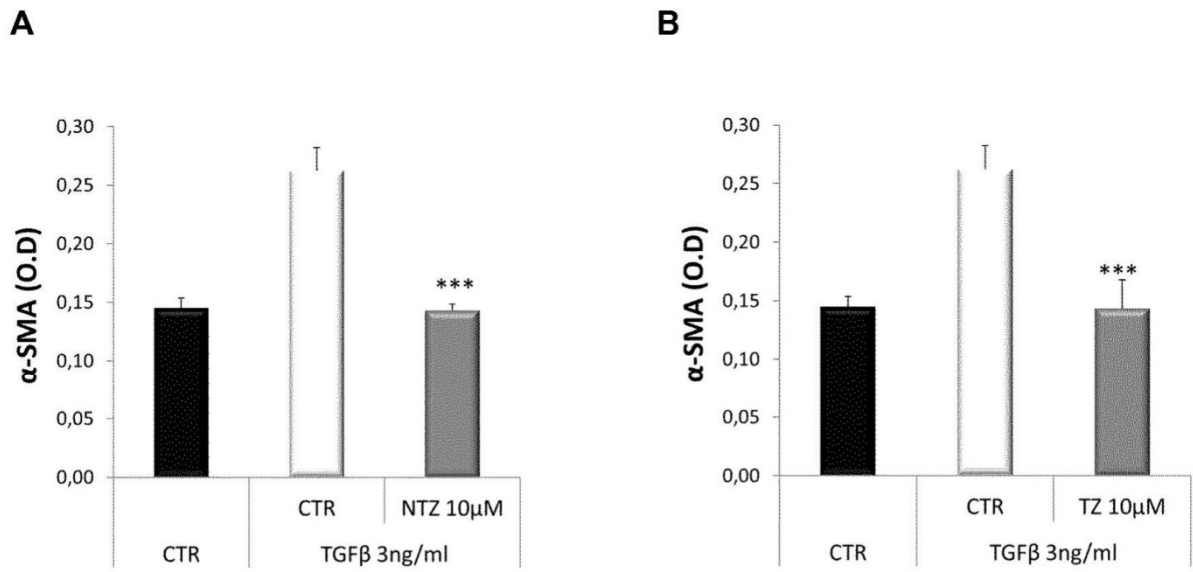 A
α-SMA (O.D)
0,30
0,25
0,20
0,15
0,10
0,05
0,00
***
CTR
NTZ 10µM
CTR
TGFβ 3ng/ml
B
α-SMA (O.D)
0,30
0,25
0,20
0,15
0,10
0,05
0,00
***
CTR
TZ 10µM
CTR
TGFβ 3ng/ml